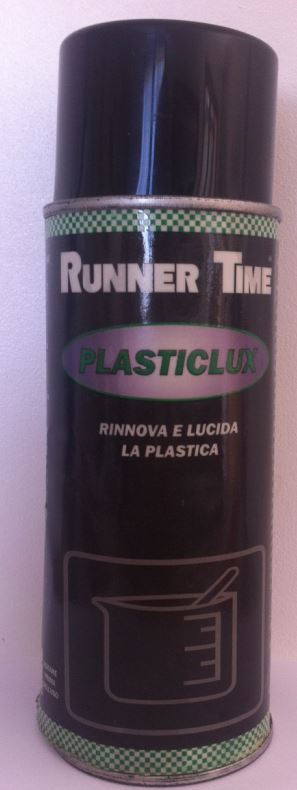 RUNNER TIME
PLASTICLUX
RINNOVA E LUCIDA
LA PLASTICA